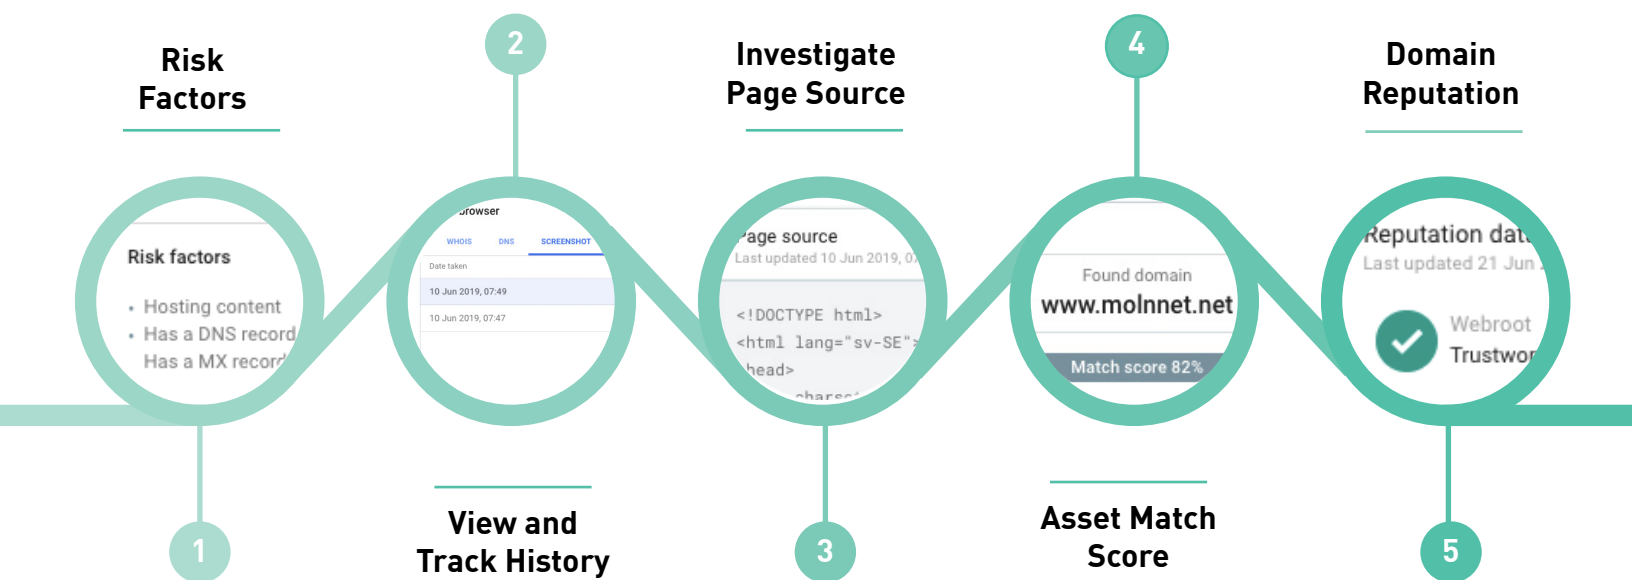 Risk
Factors
Risk factors
Hosting content
Has a DNS record
Has a MX record
1
2
WHOIS DNS SCREENSHOT
Date taken
10 Jun 2019, 07:49
10 Jun 2019, 07:47
View and
Track History
Investigate
Page Source
Page source
Last updated 10 Jun 2019,
<!DOCTYPE html>
<html lang="sv-SE">
head>
3
4
Found domain
www.molnnet.net
Match score 82%
Asset Match
Score
Domain
Reputation
Reputation
Last updated 21 Jun
Webroot
5